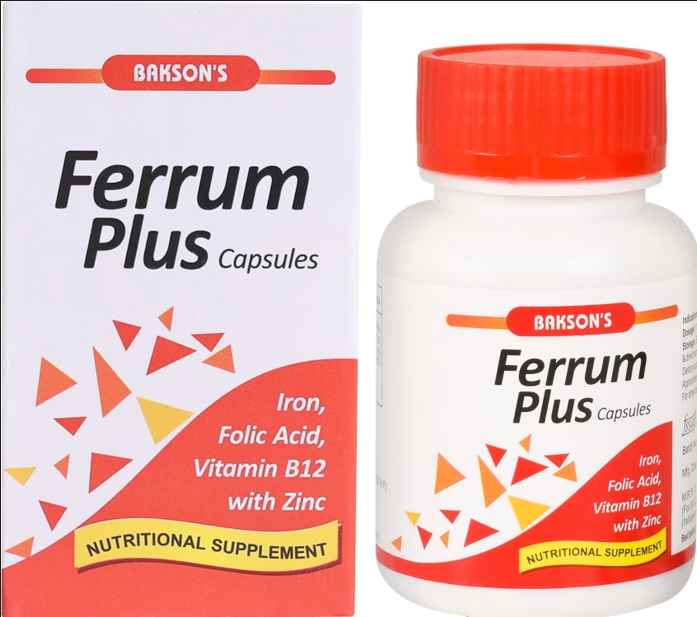 BAKSON'S
Ferrum
Plus Capsules
Iron,
Folic Acid,
Vitamin B12
with Zinc
NUTRITIONAL SUPPLEMENT
BAKSON'S
Ferrum
Plus Capsules
Iron,
Folic Acid,
Vitamin B12
with Zinc
NUTRITIONAL SUPPLEMENT
fssai